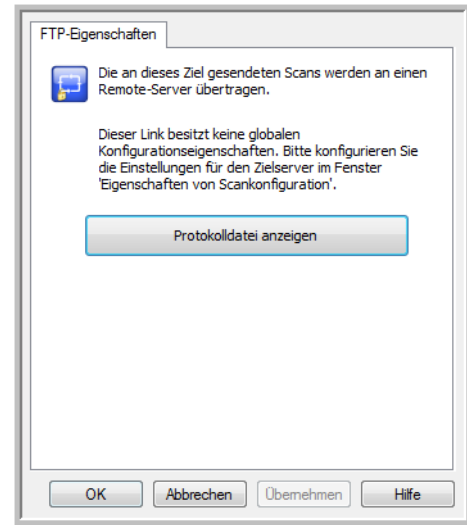 FTP-Eigenschaften
Die an dieses Ziel gesendeten Scans werden an einen
Remote-Server übertragen.
Dieser Link besitzt keine globalen
Konfigurationseigenschaften. Bitte konfigurieren Sie
die Einstellungen für den Zielserver im Fenster
'Eigenschaften von Scankonfiguration'.
Protokolldatei anzeigen
OK Abbrechen Übernehmen Hilfe